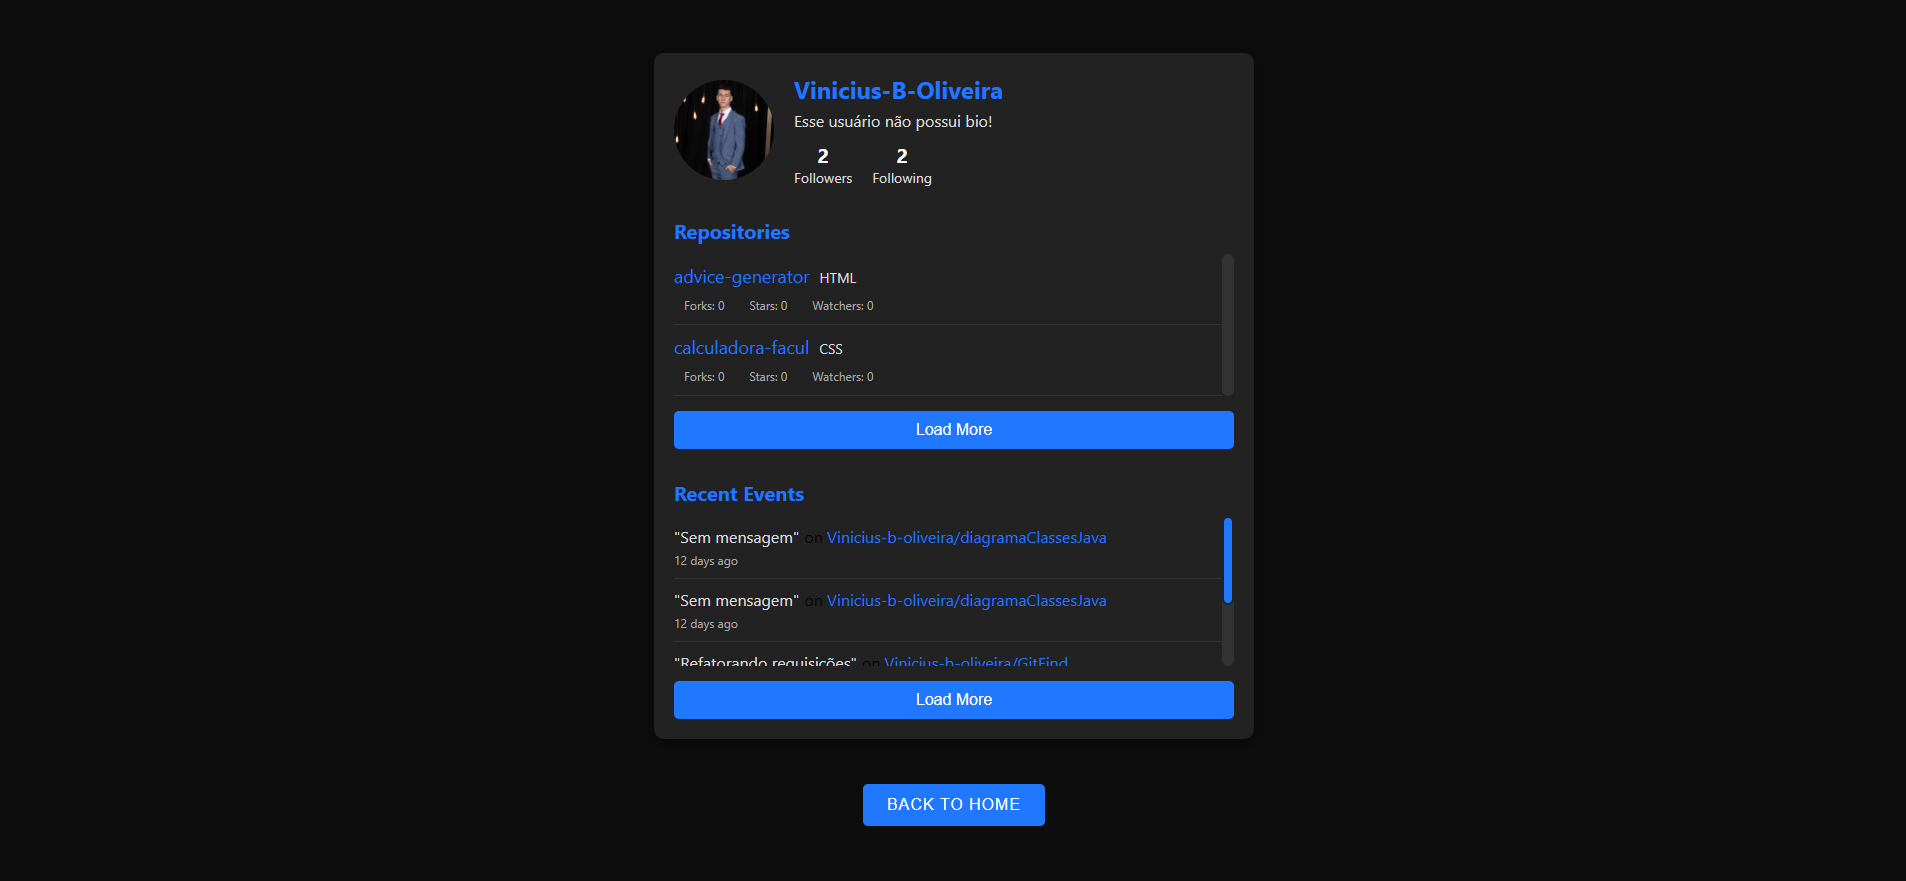 Vinicius-B-Oliveira
Esse usuário não possui bio!
2 2
Followers Following
Repositories
advice-generator HTML
Forks: 0 Stars: 0 Watchers: 0
calculadora-facul CSS
Forks: 0 Stars: 0 Watchers: 0
Load More
Recent Events
"Sem mensagem" on Vinicius-b-oliveira/diagramaClassesJava
12 days ago
"Sem mensagem" on Vinicius-b-oliveira/diagramaClassesJava
12 days ago
"Refatorando requisições" on Vinicius-b-oliveira/GitFind
Load More
BACK TO HOME